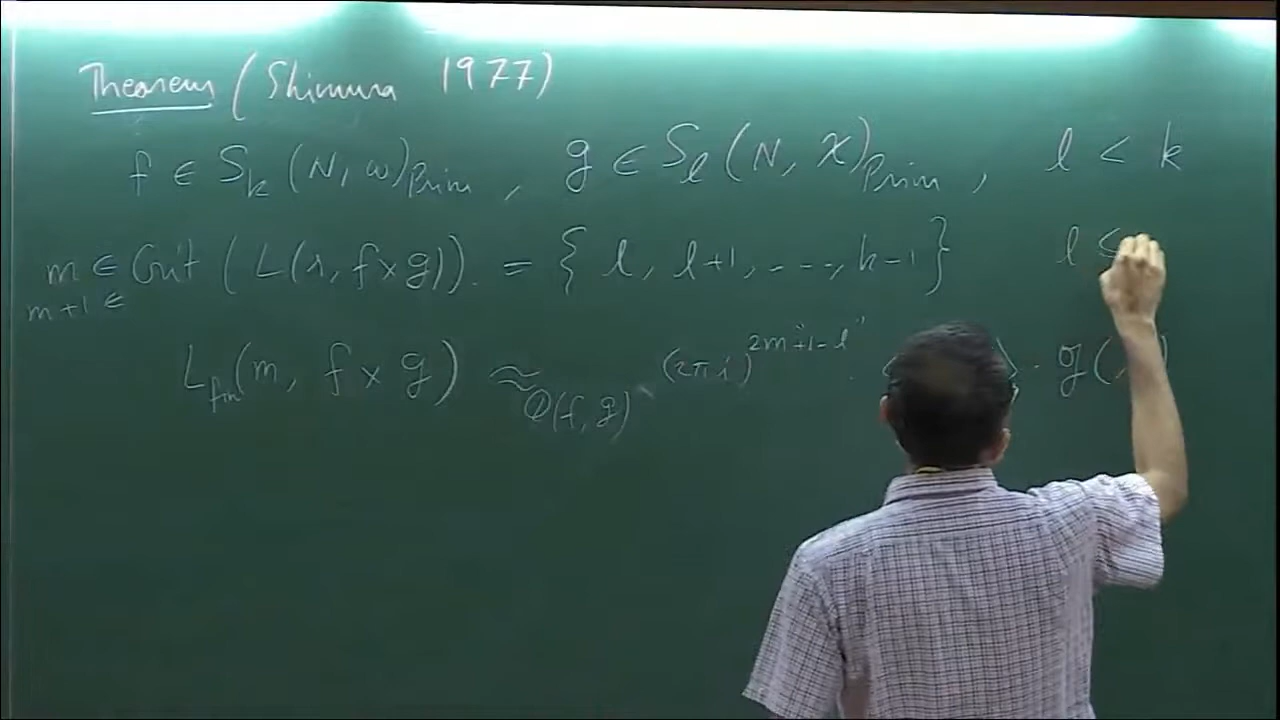 Theorem (Shimura 1977)
f ∈ S_k (N, ω)_Prim , g ∈ S_l (N, χ)_Prim , l < k
m ∈ Crit ( L(s, f × g) ) . = { l, l+1, ..., k-1 } l ≤
m+1 ∈
L_fin (m, f × g) ≈_Q(f, g) (2πi)^{2m+1-l} · ⟨ ⟩ · g(